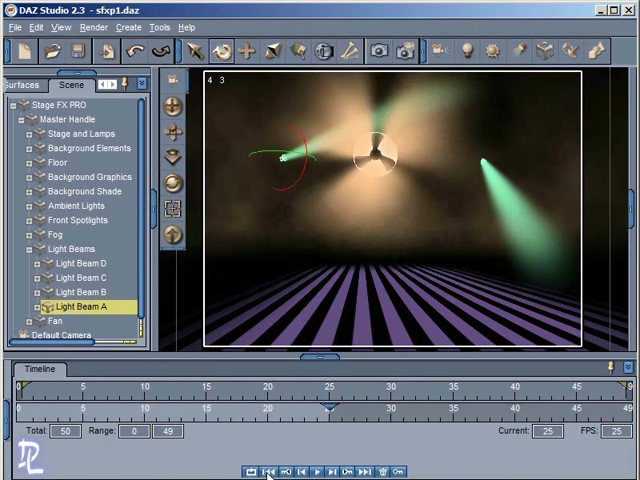 DAZ Studio 2.3 - sfxp1.daz
File Edit View Render Create Tools Help
Surfaces Scene
4 3
Stage FX PRO
Master Handle
Stage and Lamps
Background Elements
Floor
Background Graphics
Background Shade
Ambient Lights
Front Spotlights
Fog
Light Beams
Light Beam D
Light Beam C
Light Beam B
Light Beam A
Fan
Default Camera
Timeline
0 5 10 15 20 25 30 35 40 45 49
0 5 10 15 20 25 30 35 40 45 49
Total: 50 Range: 0 49 Current: 25 FPS: 25